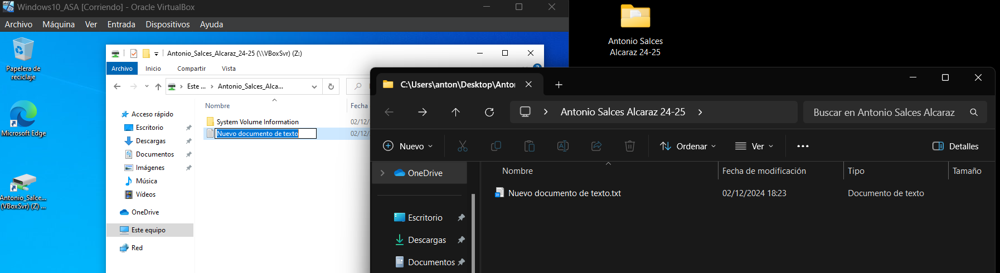 Windows10_ASA [Corriendo] - Oracle VirtualBox
Archivo Máquina Ver Entrada Dispositivos Ayuda
Papelera de
reciclaje
Microsoft Edge
Antonio_Salce...
(VBoxSvr) (Z) ...
Antonio_Salces_Alcaraz_24-25 (\\VBoxSvr) (Z:)
Archivo Inicio Compartir Vista
Este ... Antonio_Salces_Alca...
Nombre Fecha
Acceso rápido
Escritorio
Descargas
Documentos
Imágenes
Música
Vídeos
OneDrive
Este equipo
Red
System Volume Information 02/12/
Nuevo documento de texto 02/12/
Antonio Salces
Alcaraz 24-25
C:\Users\anton\Desktop\Anton
Antonio Salces Alcaraz 24-25
Buscar en Antonio Salces Alcaraz
Nuevo Ordenar Ver ... Detalles
OneDrive
Escritorio
Descargas
Documentos
Nombre Fecha de modificación Tipo Tamaño
Nuevo documento de texto.txt 02/12/2024 18:23 Documento de texto